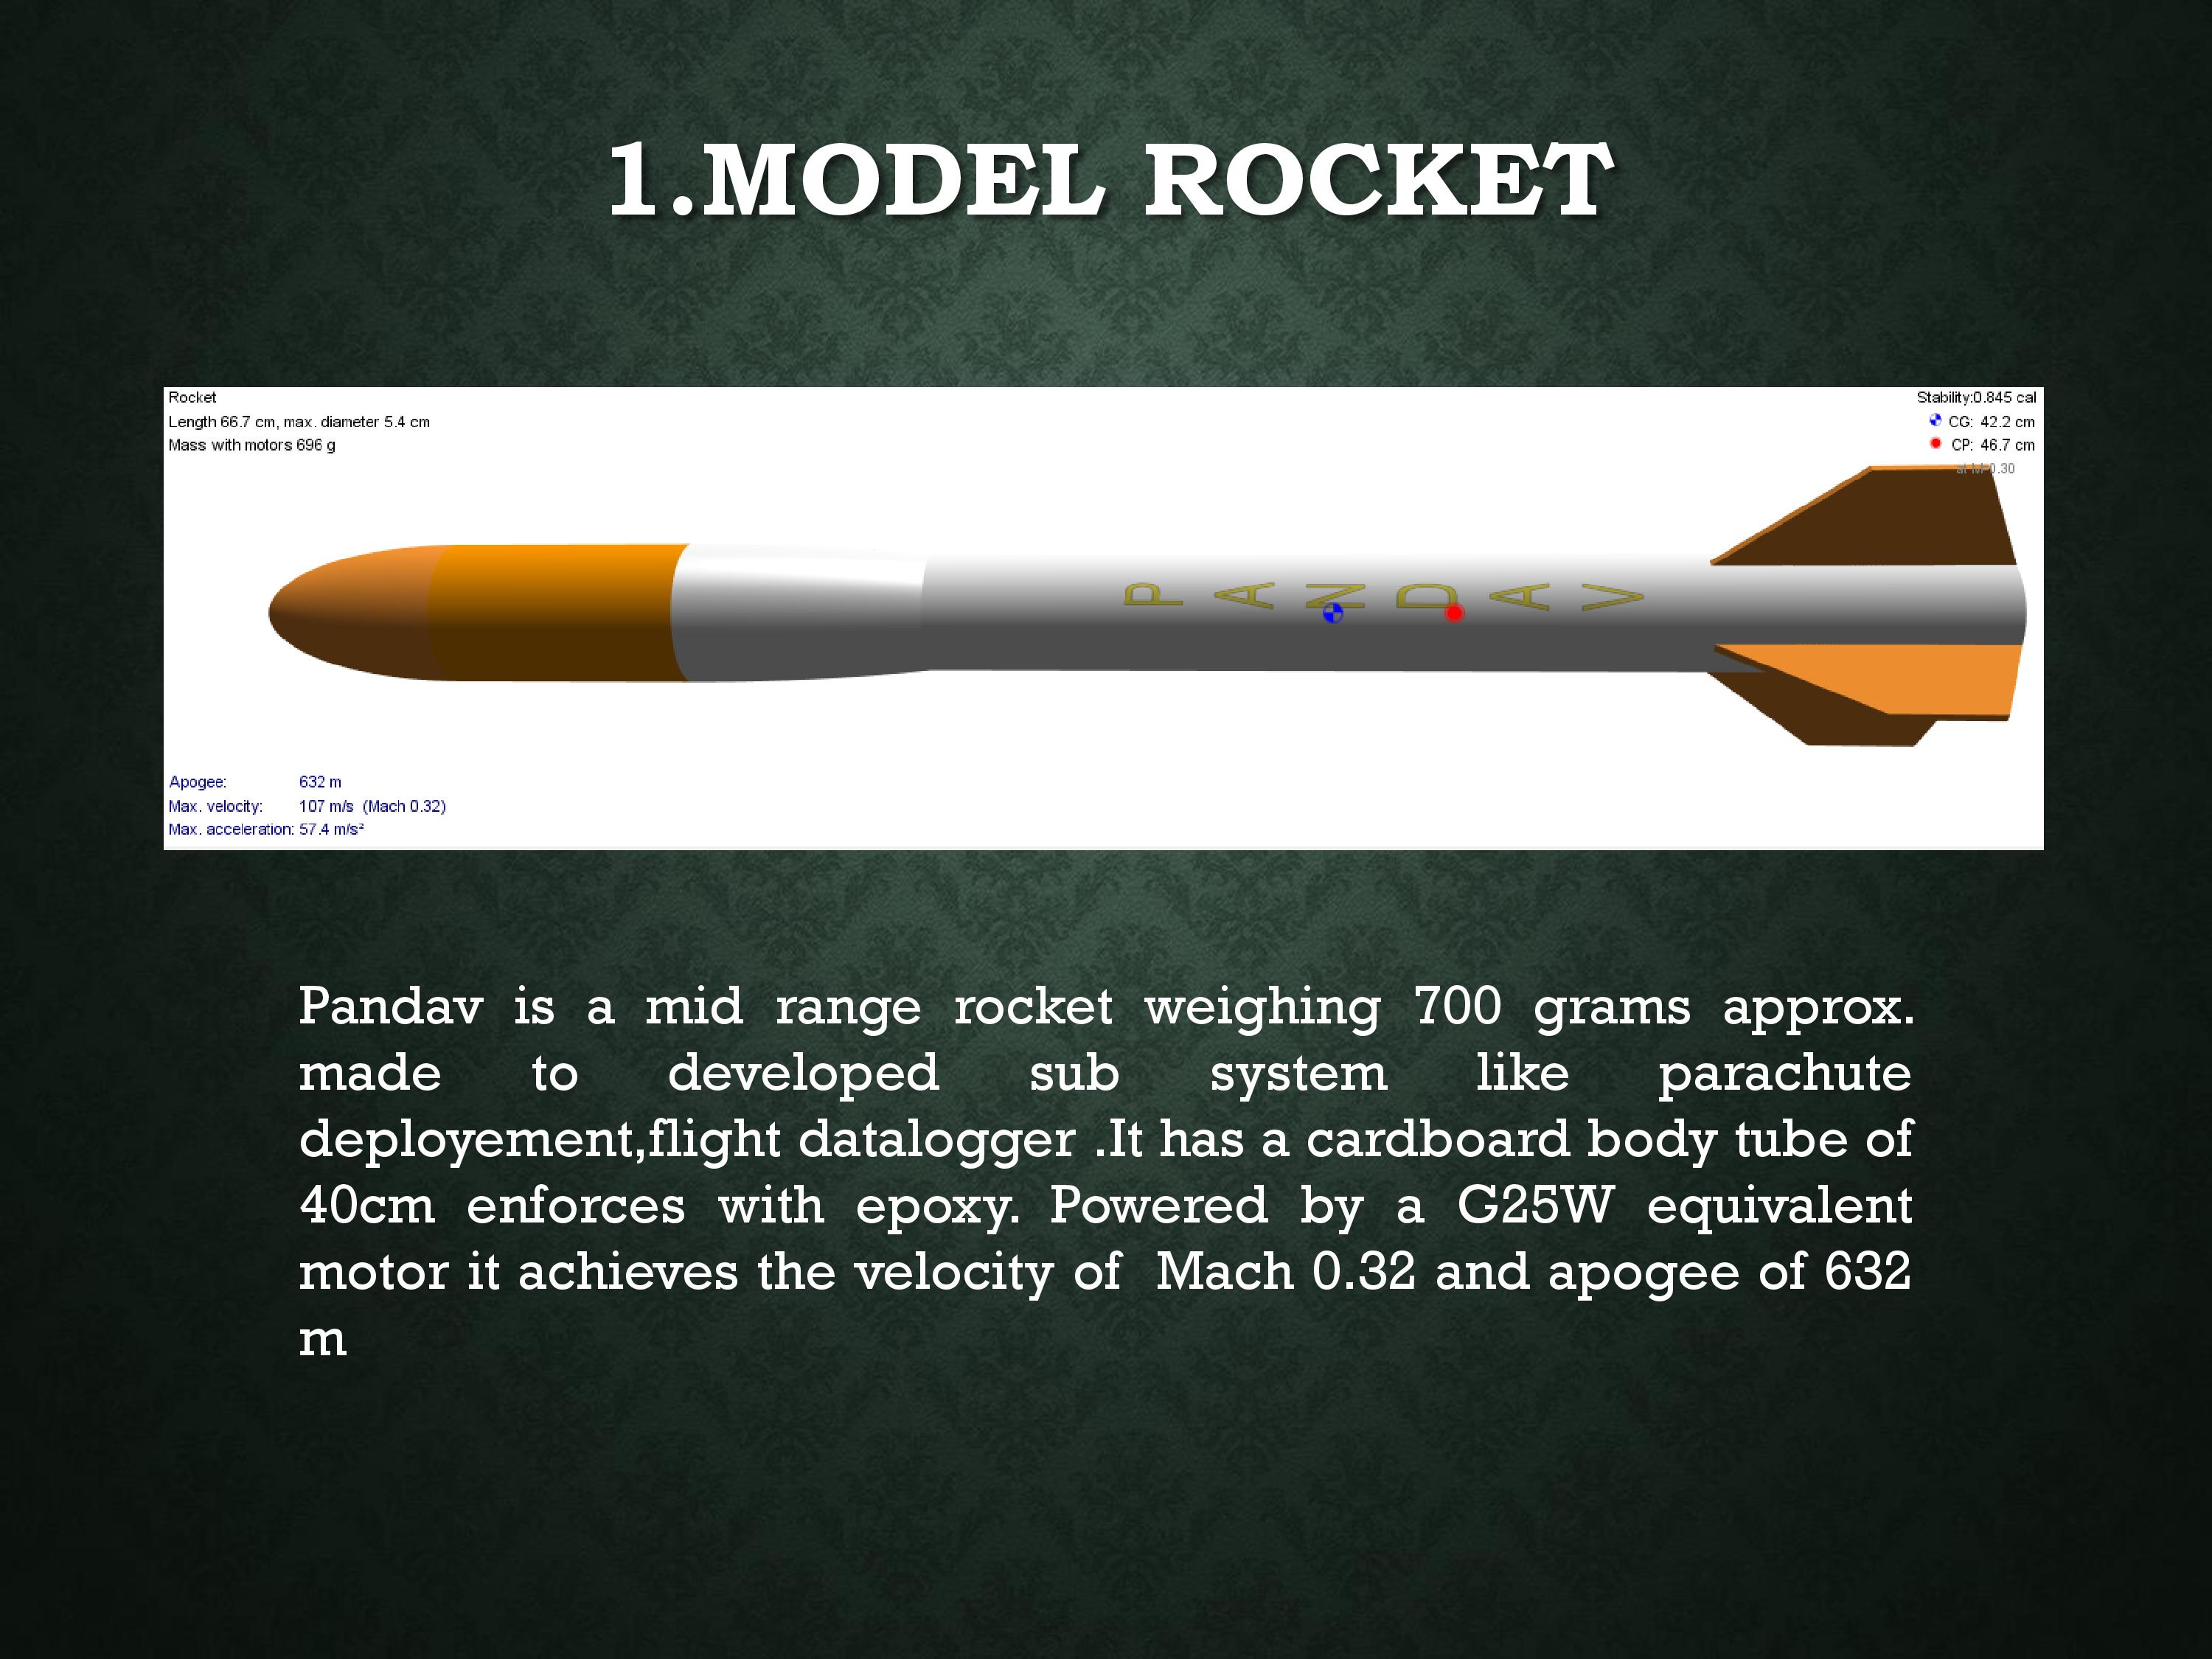 1.MODEL ROCKET
Rocket
Length 66.7 cm, max. diameter 5.4 cm
Mass with motors 696 g
Stability:0.845 cal
CG: 42.2 cm
CP: 46.7 cm
at M=0.30
PANDAV
Apogee: 632 m
Max. velocity: 107 m/s (Mach 0.32)
Max. acceleration: 57.4 m/s²
Pandav is a mid range rocket weighing 700 grams approx.
made to developed sub system like parachute
deployement,flight datalogger .It has a cardboard body tube of
40cm enforces with epoxy. Powered by a G25W equivalent
motor it achieves the velocity of Mach 0.32 and apogee of 632
m